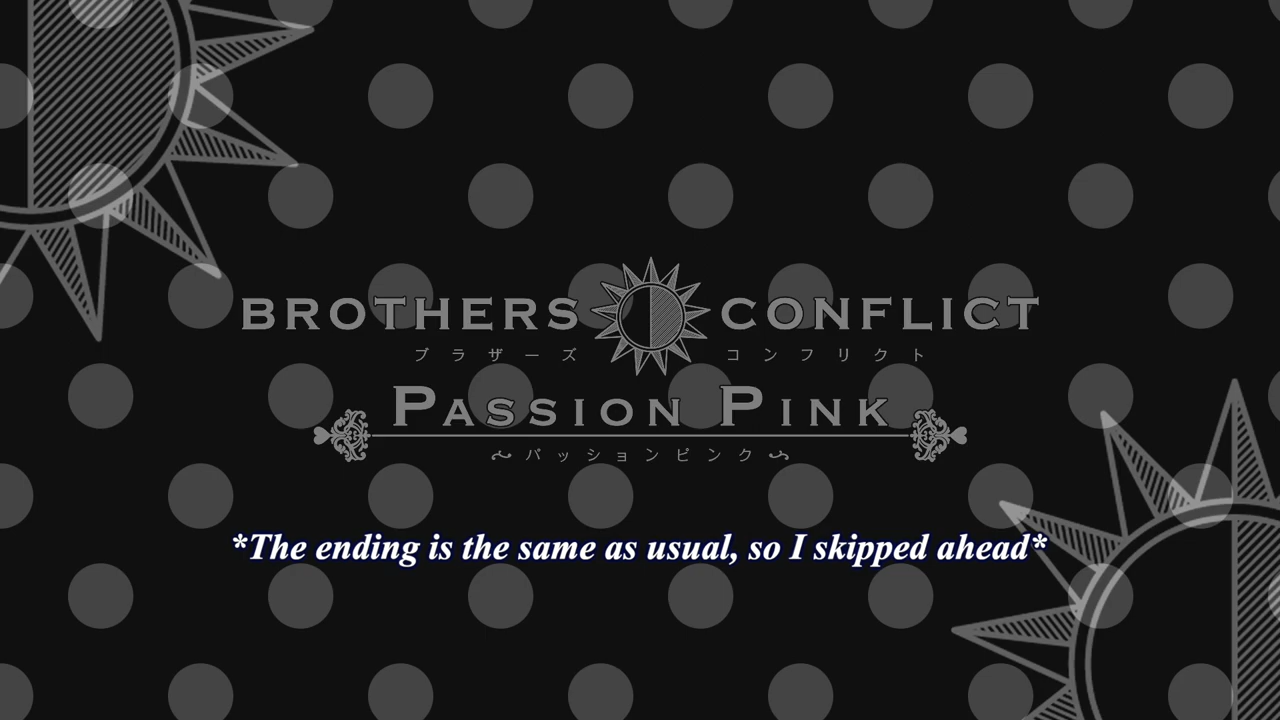 BROTHERS CONFLICT
ブラザーズ コンフリクト
PASSION PINK
パッションピンク
*The ending is the same as usual, so I skipped ahead*